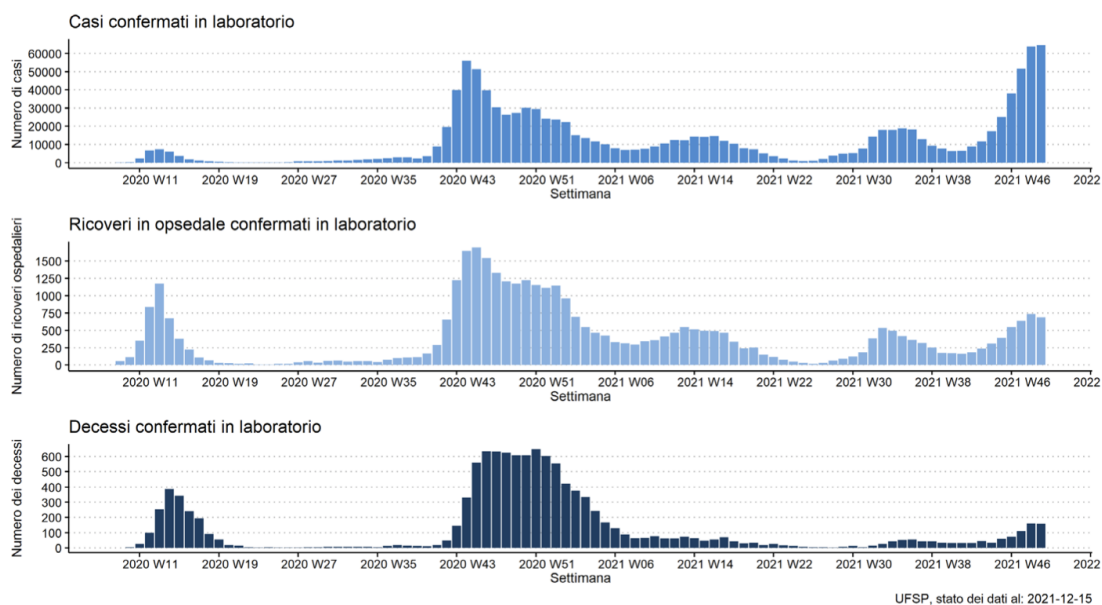 Casi confermati in laboratorio
Numero di casi
60000
50000
40000
30000
20000
10000
0
2020 W11 2020 W19 2020 W27 2020 W35 2020 W43 2020 W51 2021 W06 2021 W14 2021 W22 2021 W30 2021 W38 2021 W46 2022
Settimana
Ricoveri in opsedale confermati in laboratorio
Numero di ricoveri ospedalieri
1500
1250
1000
750
500
250
0
2020 W11 2020 W19 2020 W27 2020 W35 2020 W43 2020 W51 2021 W06 2021 W14 2021 W22 2021 W30 2021 W38 2021 W46 2022
Settimana
Decessi confermati in laboratorio
Numero dei decessi
600
500
400
300
200
100
0
2020 W11 2020 W19 2020 W27 2020 W35 2020 W43 2020 W51 2021 W06 2021 W14 2021 W22 2021 W30 2021 W38 2021 W46 2022
Settimana
UFSP, stato dei dati al: 2021-12-15